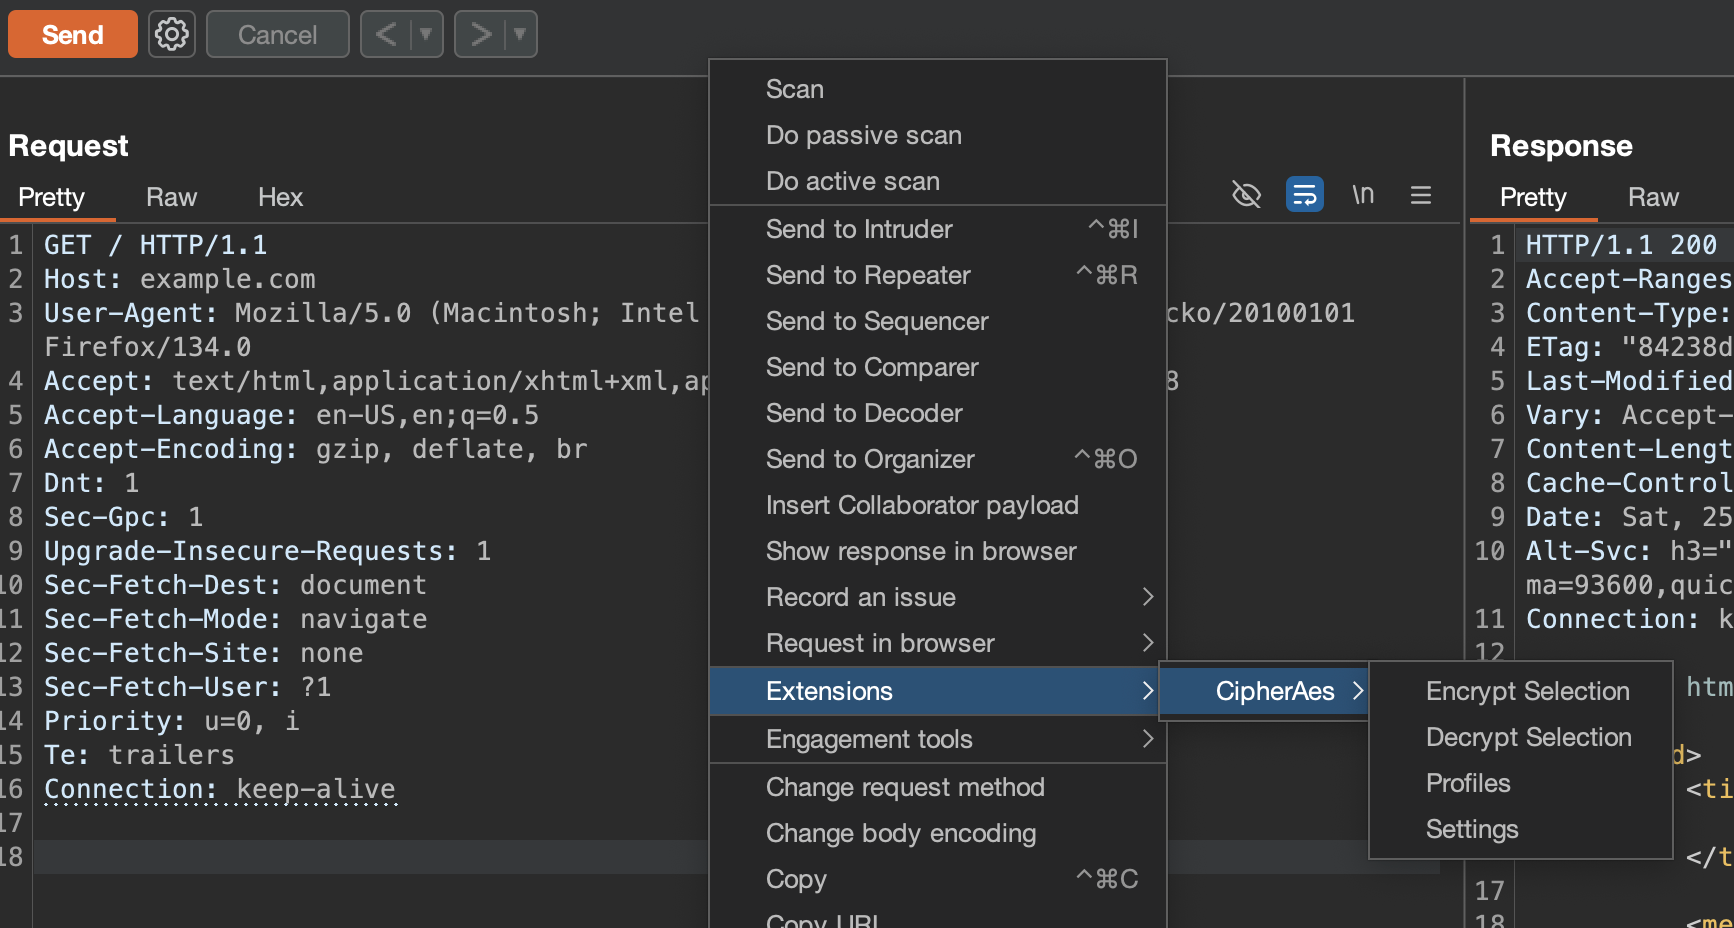 Send
Cancel
Request
Pretty
Raw
Hex
\n
1 GET / HTTP/1.1
2 Host: example.com
3 User-Agent: Mozilla/5.0 (Macintosh; Intel
cko/20100101
Firefox/134.0
4 Accept: text/html,application/xhtml+xml,ap
8
5 Accept-Language: en-US,en;q=0.5
6 Accept-Encoding: gzip, deflate, br
7 Dnt: 1
8 Sec-Gpc: 1
9 Upgrade-Insecure-Requests: 1
10 Sec-Fetch-Dest: document
11 Sec-Fetch-Mode: navigate
12 Sec-Fetch-Site: none
13 Sec-Fetch-User: ?1
14 Priority: u=0, i
15 Te: trailers
16 Connection: keep-alive
17
18
Scan
Do passive scan
Do active scan
Send to Intruder ^⌘I
Send to Repeater ^⌘R
Send to Sequencer
Send to Comparer
Send to Decoder
Send to Organizer ^⌘O
Insert Collaborator payload
Show response in browser
Record an issue
Request in browser
Extensions
Engagement tools
Change request method
Change body encoding
Copy ^⌘C
Copy URL
CipherAes
Encrypt Selection
Decrypt Selection
Profiles
Settings
Response
Pretty
Raw
1 HTTP/1.1 200
2 Accept-Ranges
3 Content-Type:
4 ETag: "84238d
5 Last-Modified
6 Vary: Accept-
7 Content-Lengt
8 Cache-Control
9 Date: Sat, 25
10 Alt-Svc: h3="
ma=93600,quic
11 Connection: k
12
htm
d>
<ti
</t
17
18 <me